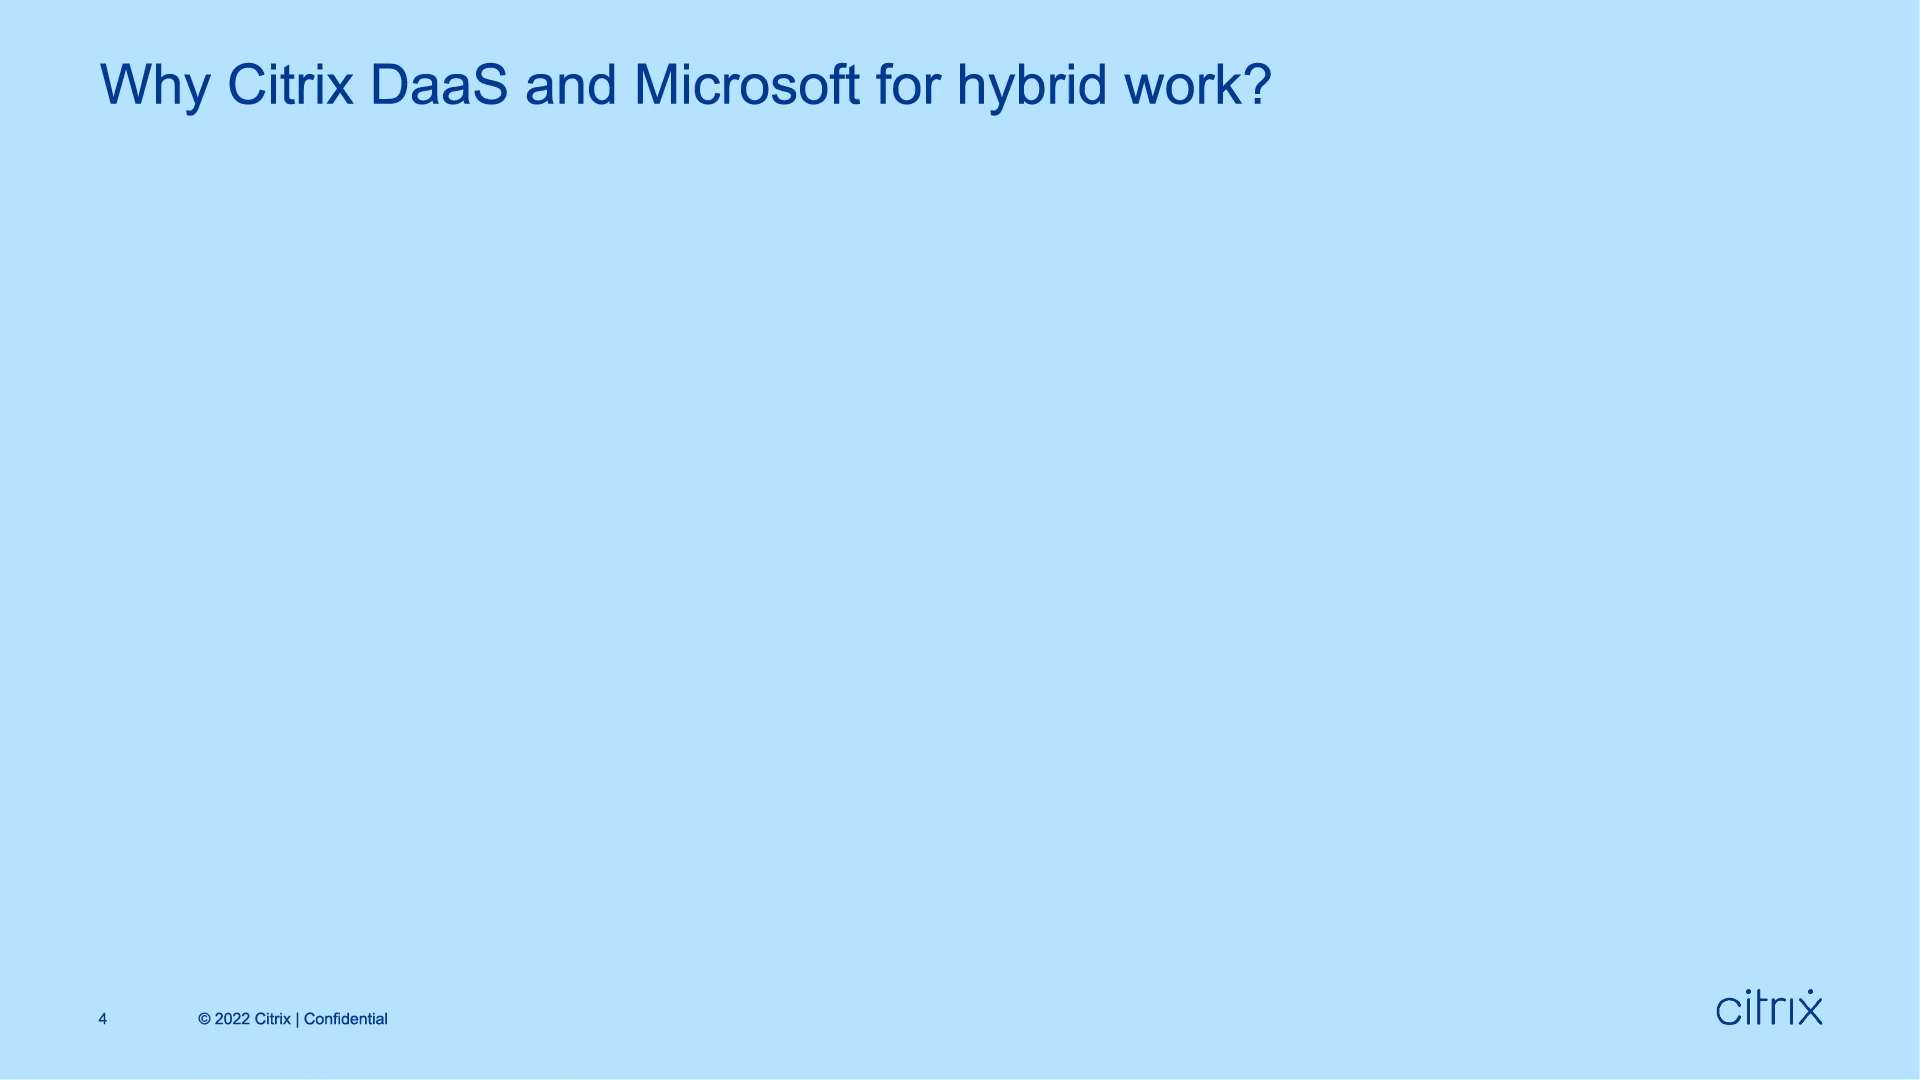 Why Citrix DaaS and Microsoft for hybrid work?
4
© 2022 Citrix | Confidential
citrix